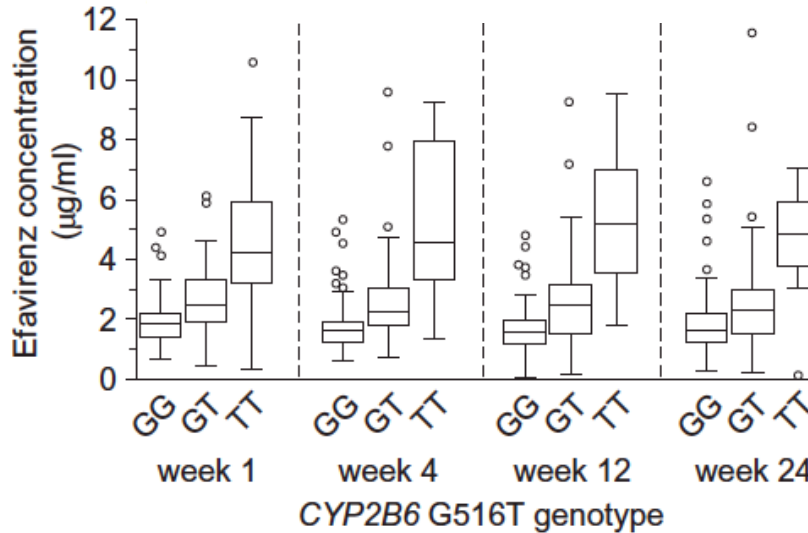 Efavirenz concentration
(µg/ml)
12
10
8
6
4
2
0
GG GT TT GG GT TT GG GT TT GG GT TT
week 1 week 4 week 12 week 24
CYP2B6 G516T genotype